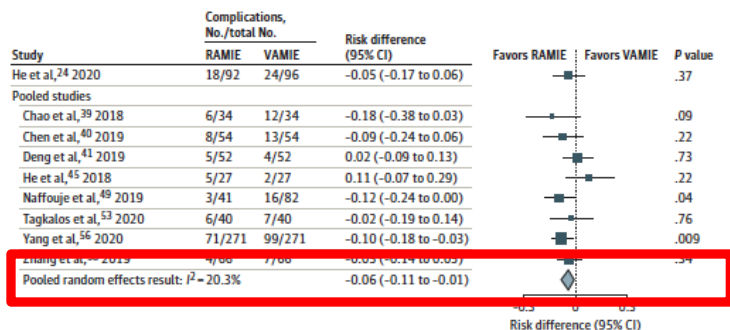 Complications,
No./total No.
Risk difference
Study RAMIE VAMIE (95% CI) Favors RAMIE Favors VAMIE P value
He et al,24 2020 18/92 24/96 -0.05 (-0.17 to 0.06) .37
Pooled studies
Chao et al,39 2018 6/34 12/34 -0.18 (-0.38 to 0.03) .09
Chen et al,40 2019 8/54 13/54 -0.09 (-0.24 to 0.06) .22
Deng et al,41 2019 5/52 4/52 0.02 (-0.09 to 0.13) .73
He et al,45 2018 5/27 2/27 0.11 (-0.07 to 0.29) .22
Naffouje et al,49 2019 3/41 16/82 -0.12 (-0.24 to 0.00) .04
Tagkalos et al,53 2020 6/40 7/40 -0.02 (-0.19 to 0.14) .76
Yang et al,56 2020 71/271 99/271 -0.10 (-0.18 to -0.03) .009
Zhang et al, 2019 4/66 7/66
Pooled random effects result: I2 = 20.3% -0.06 (-0.11 to -0.01)
0
Risk difference (95% CI)